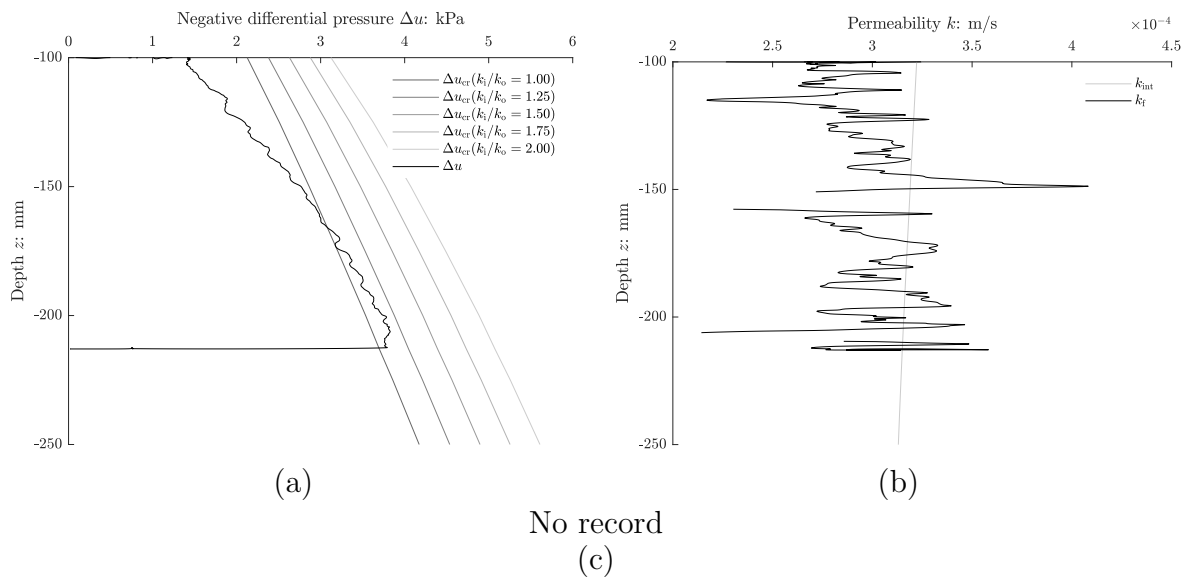 Negative differential pressure Δu: kPa
0 1 2 3 4 5 6
-100
-150
-200
-250
Depth z: mm
Δu_cr(k_i/k_o = 1.00)
Δu_cr(k_i/k_o = 1.25)
Δu_cr(k_i/k_o = 1.50)
Δu_cr(k_i/k_o = 1.75)
Δu_cr(k_i/k_o = 2.00)
Δu
(a)
Permeability k: m/s
×10⁻⁴
2 2.5 3 3.5 4 4.5
-100
-150
-200
-250
Depth z: mm
k_int
k_f
(b)
No record
(c)